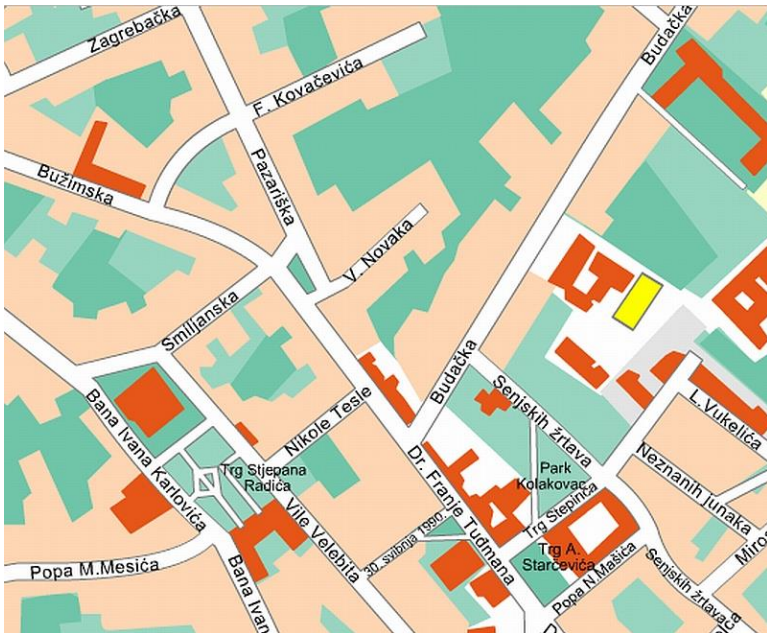 Zagrebačka
Budačka
F. Kovačevića
Pazariška
Bužimska
V. Novaka
Smiljanska
Budačka
Senjskih žrtava
Bana Ivana Karlovića
Nikole Tesle
L.Vukelića
Trg Stjepana
Radića
Dr. Franje Tuđmana
Park
Kolakovac
Neznanih junaka
Vile Velebita
Trg Stepinca
30. svibnja 1990.
Trg A.
Starčevića
Popa M.Mesića
Bana Ivan
Popa N.Mašića
Senjskih žrtava
Miros